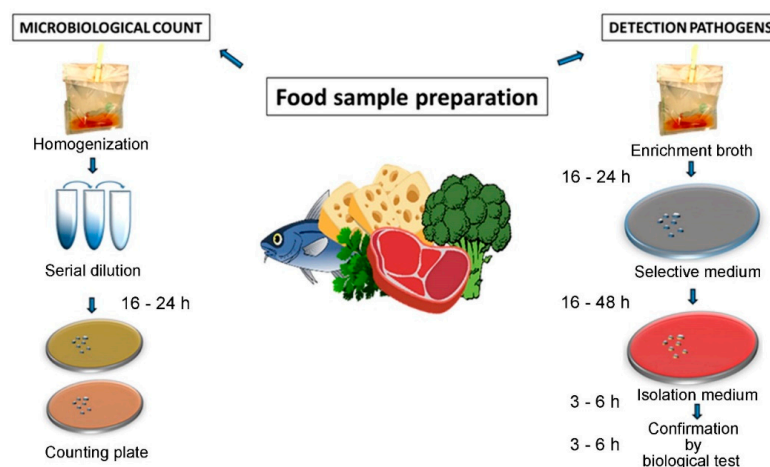 MICROBIOLOGICAL COUNT
Homogenization
Serial dilution
16 - 24 h
Counting plate
Food sample preparation
DETECTION PATHOGENS
Enrichment broth
16 - 24 h
Selective medium
16 - 48 h
Isolation medium
3 - 6 h
Confirmation
by
3 - 6 h
biological test